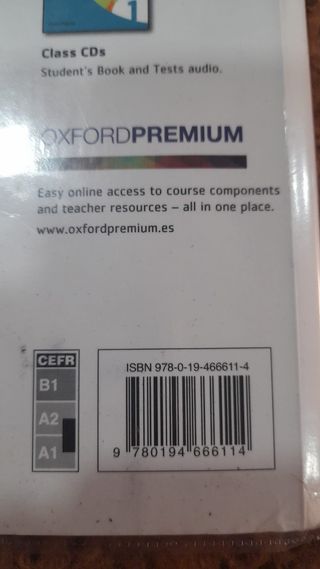 1
Class CDs
Student's Book and Tests audio.
OXFORDPREMIUM
Easy online access to course components
and teacher resources – all in one place.
www.oxfordpremium.es
CEFR
B1
A2
A1
ISBN 978-0-19-466611-4
9 780194 666114